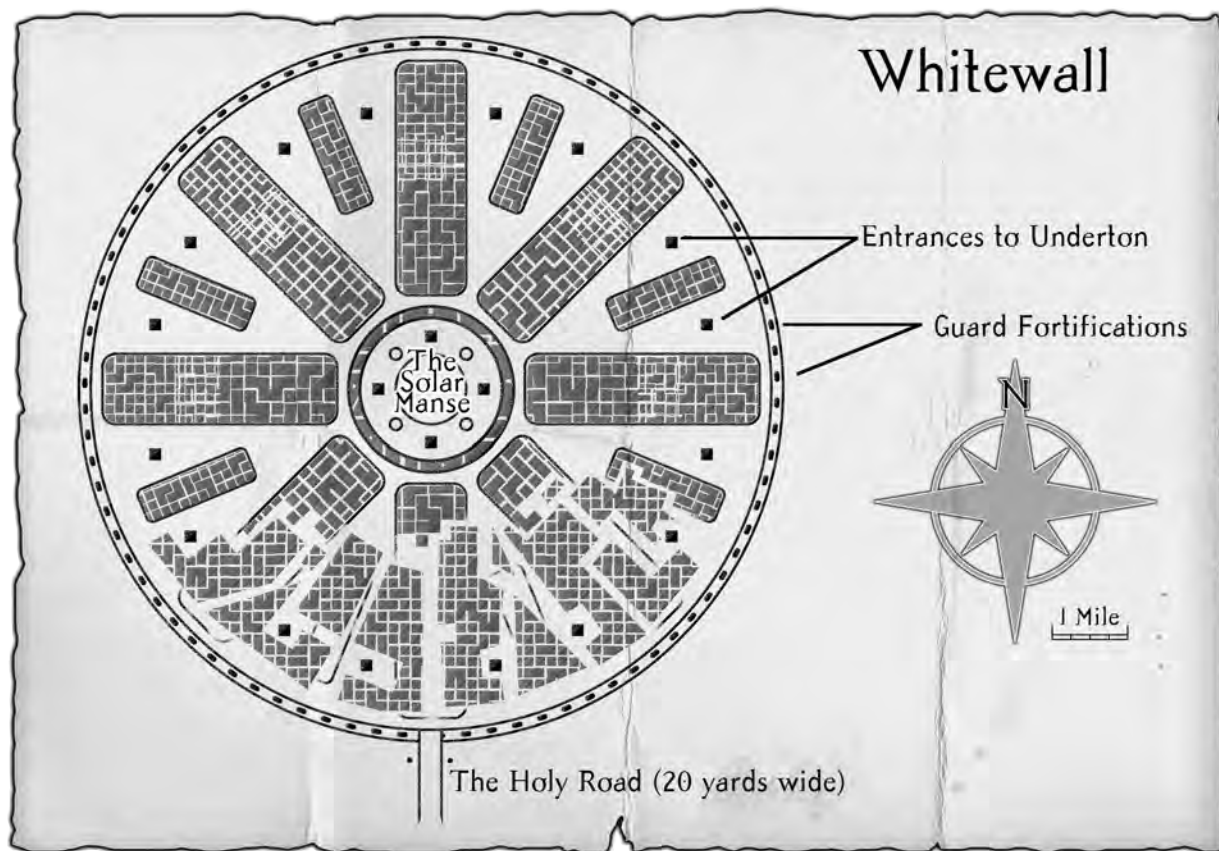 Whitewall
Entrances to Underton
Guard Fortifications
The
Solar
Manse
N
1 Mile
The Holy Road (20 yards wide)